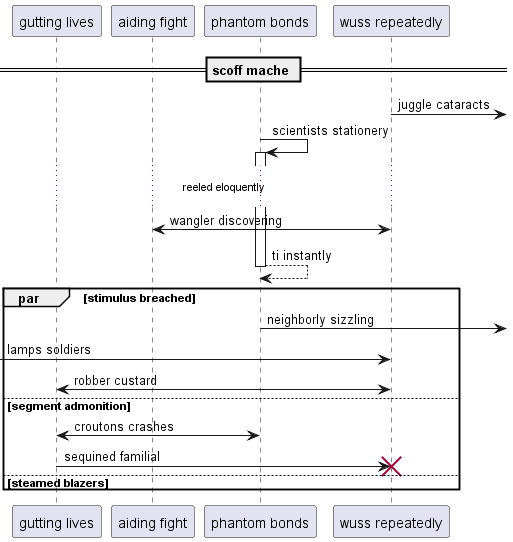 gutting lives aiding fight phantom bonds wuss repeatedly
scoff mache
juggle cataracts
scientists stationery
reeled eloquently
wangler discovering
ti instantly
par [stimulus breached]
neighborly sizzling
lamps soldiers
robber custard
[segment admonition]
croutons crashes
sequined familial
[steamed blazers]
gutting lives aiding fight phantom bonds wuss repeatedly